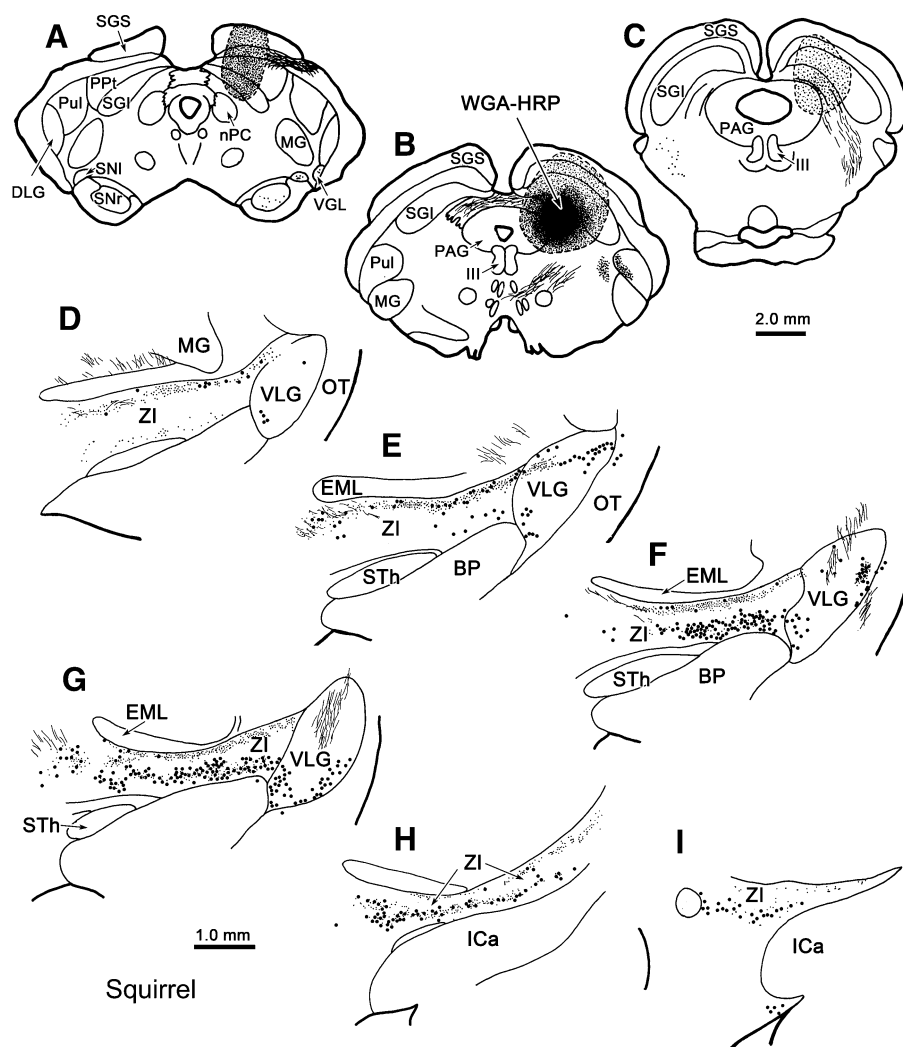 A
SGS
PPt
Pul
SGI
nPC
MG
SNl
DLG
SNr
VGL
B
WGA-HRP
SGS
SGI
PAG
III
Pul
MG
C
SGS
SGI
PAG
III
2.0 mm
D
MG
VLG
OT
ZI
E
EML
VLG
OT
ZI
STh
BP
F
EML
VLG
ZI
STh
BP
G
EML
ZI
VLG
STh
1.0 mm
Squirrel
H
ZI
ICa
I
ZI
ICa